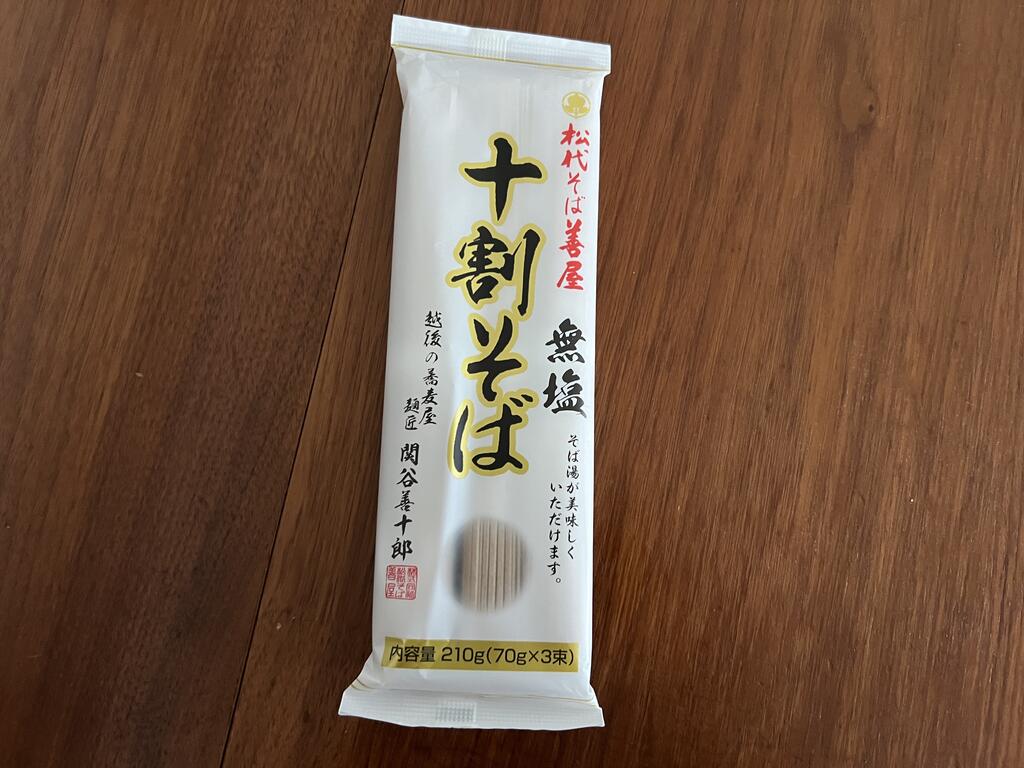 松代そば善屋
無塩
そば湯が美味しく
いただけます。
十割そば
越後の蕎麦屋
麺匠 関谷善十郎
内容量 210g(70g×3束)